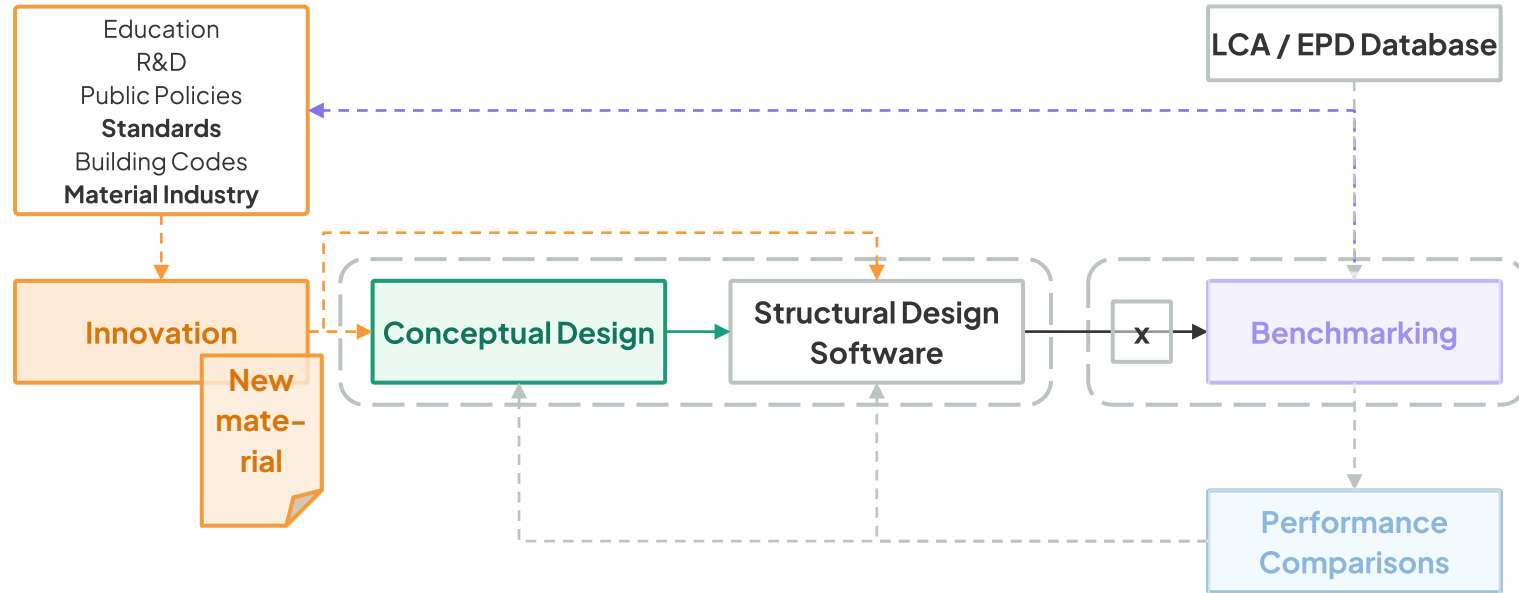 Education
R&D
Public Policies
Standards
Building Codes
Material Industry
LCA / EPD Database
Innovation
New
mate-
rial
Conceptual Design
Structural Design
Software
x
Benchmarking
Performance
Comparisons